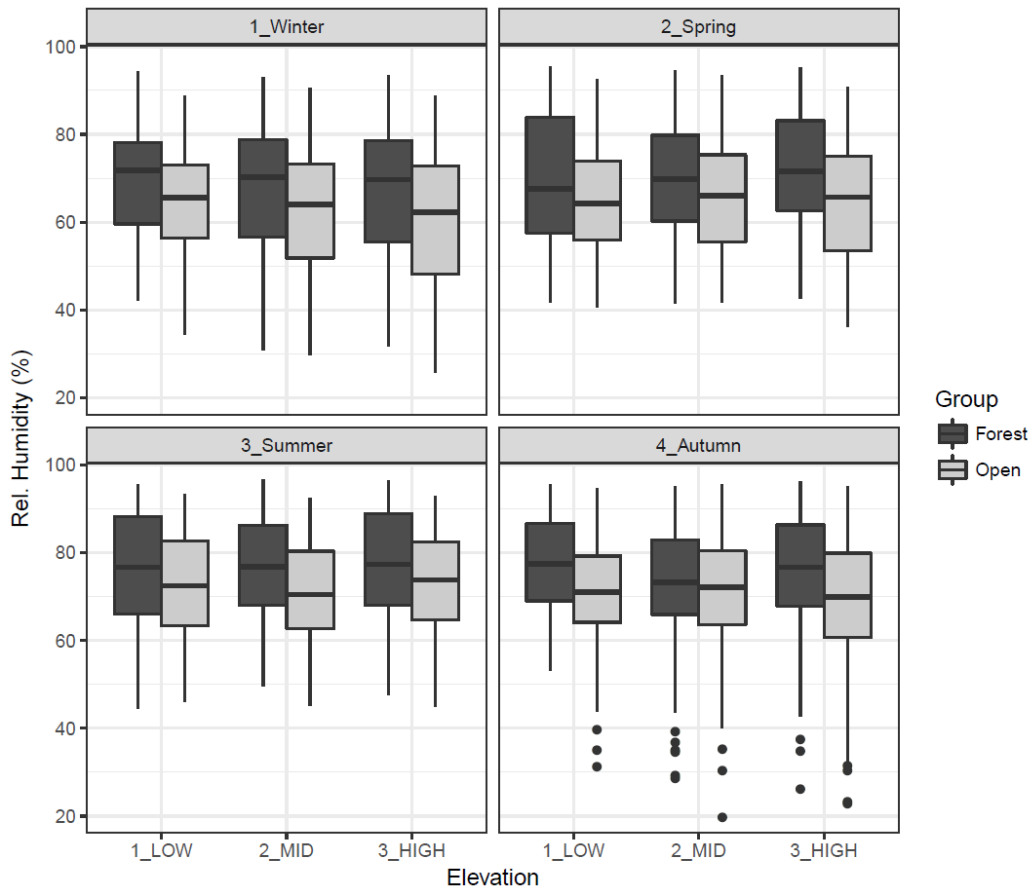 1_Winter
2_Spring
100
80
60
40
20
3_Summer
4_Autumn
100
80
60
40
20
Rel. Humidity (%)
1_LOW 2_MID 3_HIGH
1_LOW 2_MID 3_HIGH
Elevation
Group
Forest
Open